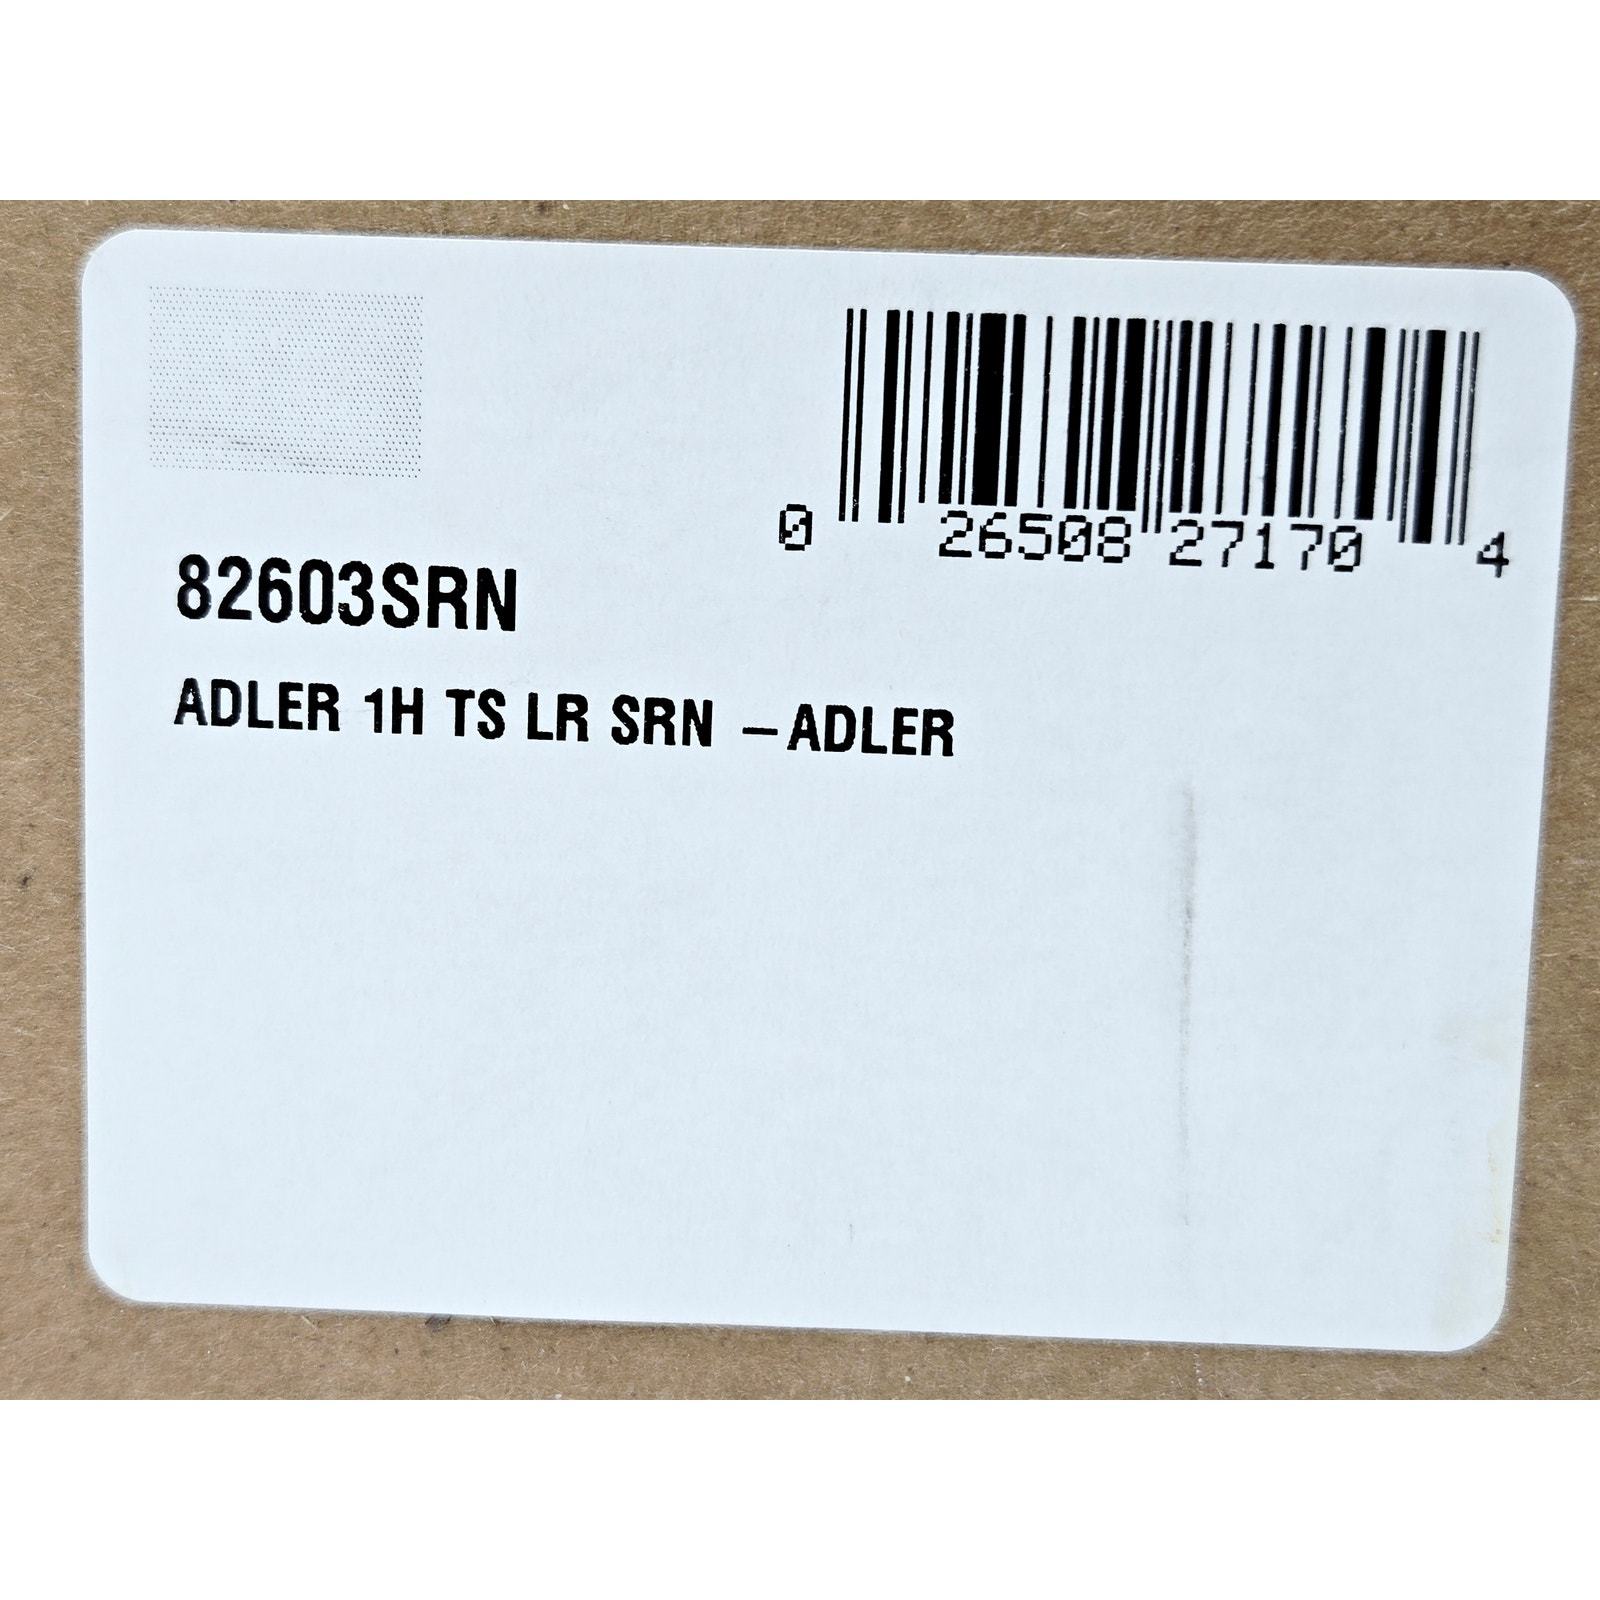 0 26508 27170 4
82603SRN
ADLER 1H TS LR SRN –ADLER